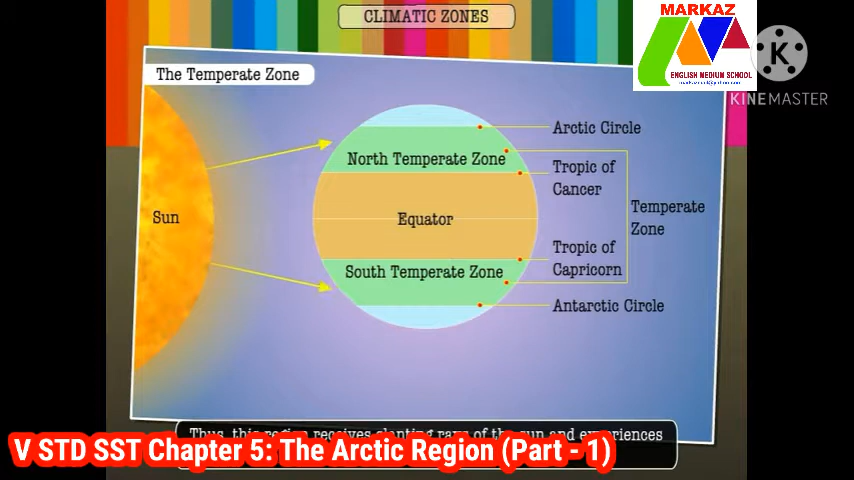 CLIMATIC ZONES
MARKAZ
ENGLISH MEDIUM SCHOOL
K
KINEMASTER
The Temperate Zone
Arctic Circle
North Temperate Zone
Tropic of
Cancer
Sun
Equator
Temperate
Zone
Tropic of
Capricorn
South Temperate Zone
Antarctic Circle
Thus, this region receives slanting rays of the sun and experiences
V STD SST Chapter 5: The Arctic Region (Part - 1)